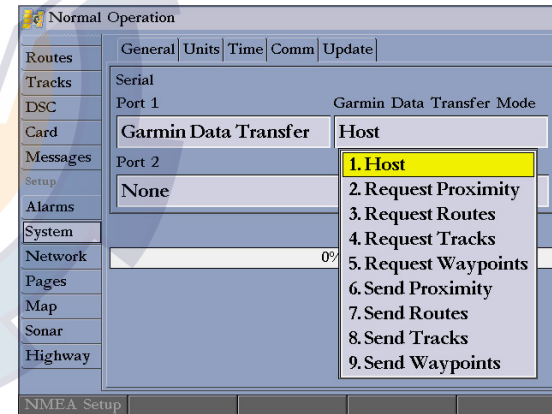 Normal Operation
General Units Time Comm Update
Routes
Tracks
DSC
Card
Messages
Setup
Alarms
System
Network
Pages
Map
Sonar
Highway
Serial
Port 1
Garmin Data Transfer
Port 2
None
0%
Garmin Data Transfer Mode
Host
1. Host
2. Request Proximity
3. Request Routes
4. Request Tracks
5. Request Waypoints
6. Send Proximity
7. Send Routes
8. Send Tracks
9. Send Waypoints
NMEA Setup